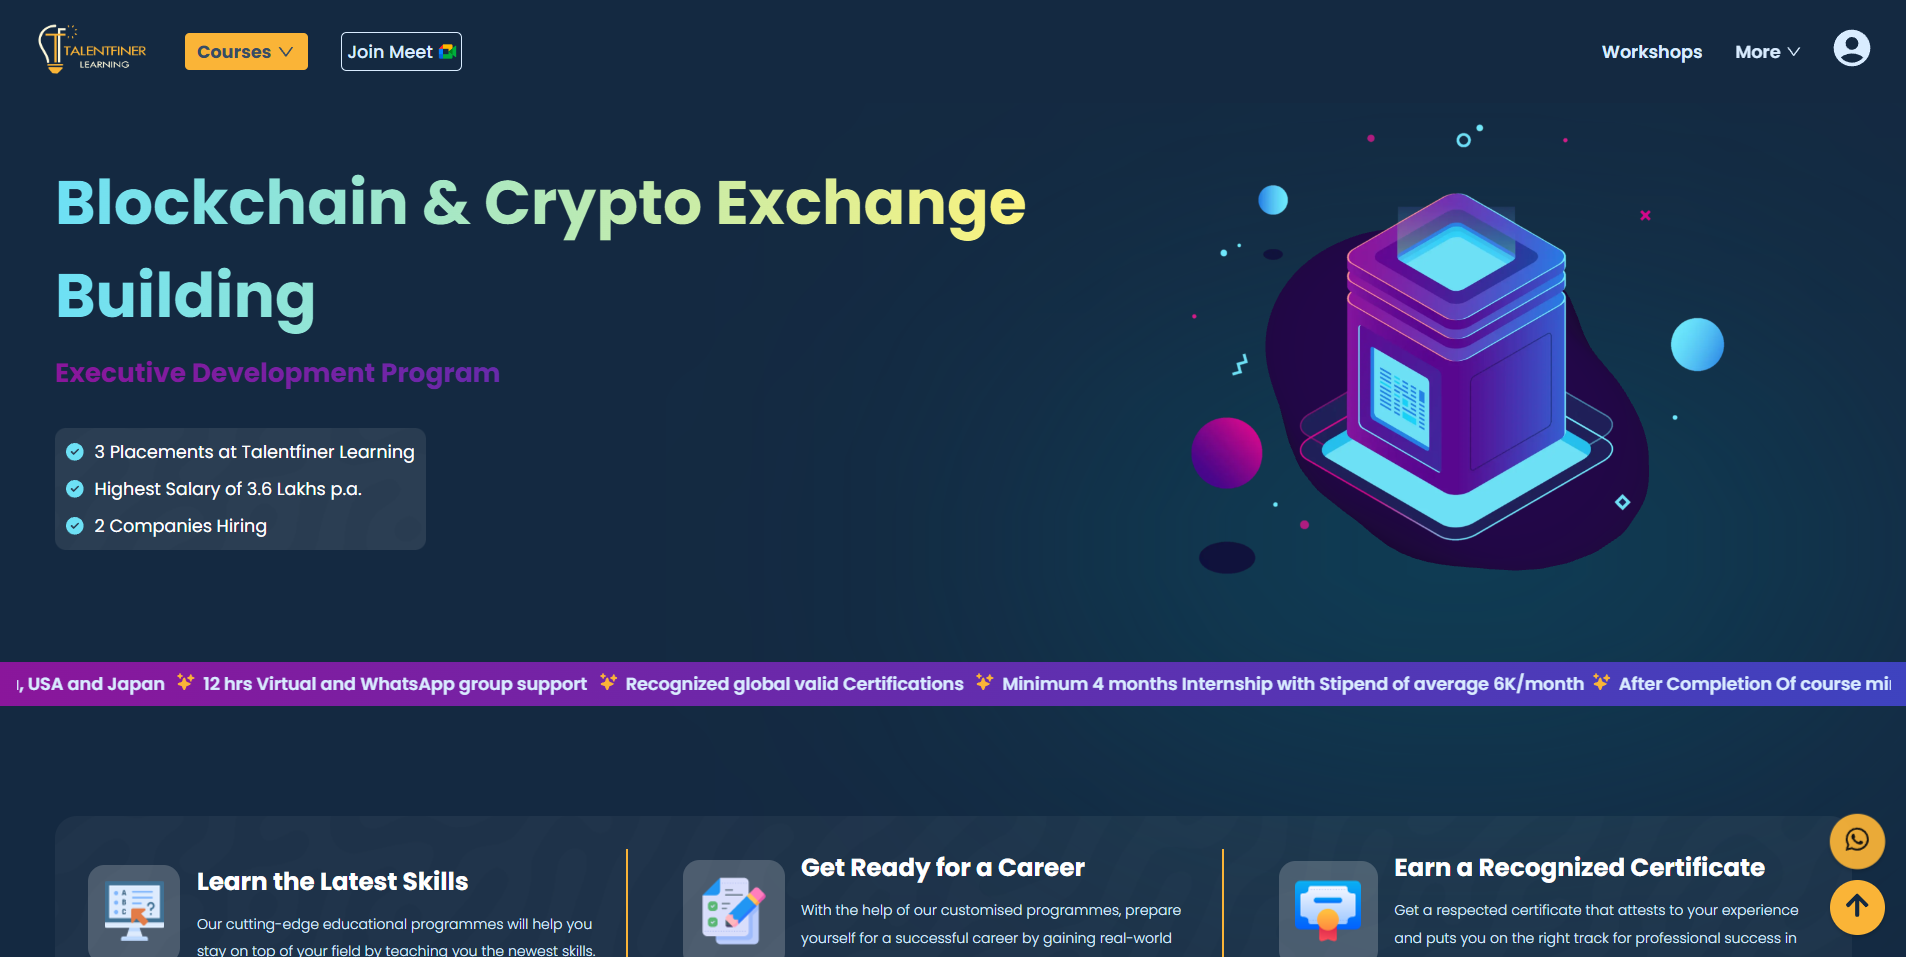 TALENTFINER
LEARNING
Courses
Join Meet
Workshops
More
Blockchain & Crypto Exchange
Building
Executive Development Program
3 Placements at Talentfiner Learning
Highest Salary of 3.6 Lakhs p.a.
2 Companies Hiring
, USA and Japan ✨ 12 hrs Virtual and WhatsApp group support ✨ Recognized global valid Certifications ✨ Minimum 4 months Internship with Stipend of average 6K/month ✨ After Completion Of course
Learn the Latest Skills
Our cutting-edge educational programmes will help you
stay on top of your field by teaching you the newest skills.
Get Ready for a Career
With the help of our customised programmes, prepare
yourself for a successful career by gaining real-world
Earn a Recognized Certificate
Get a respected certificate that attests to your experience
and puts you on the right track for professional success in